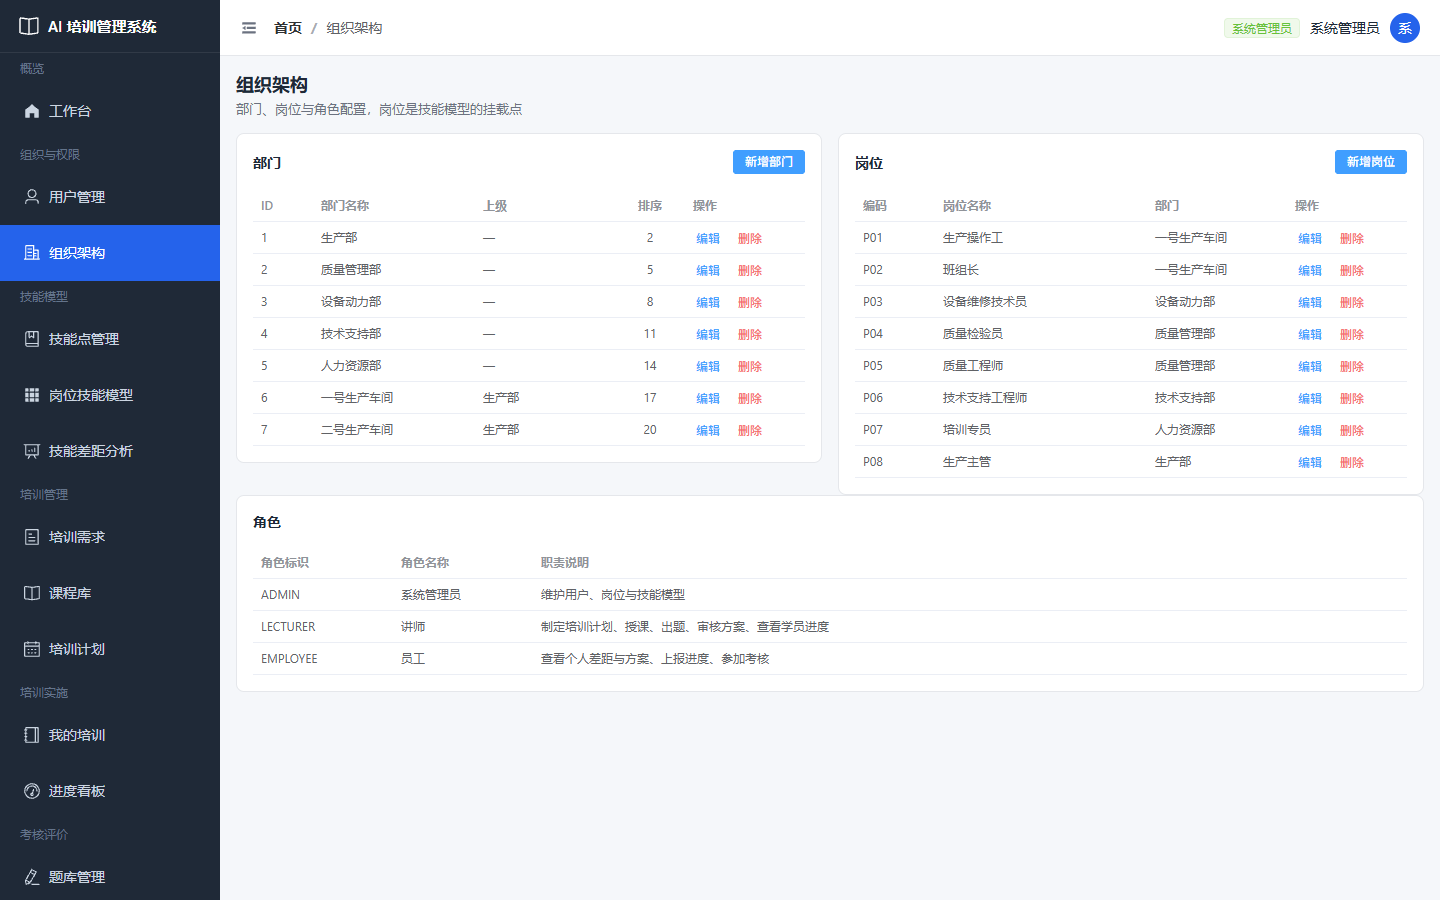 AI 培训管理系统
概览
工作台
组织与权限
用户管理
组织架构
技能模型
技能点管理
岗位技能模型
技能差距分析
培训管理
培训需求
课程库
培训计划
培训实施
我的培训
进度看板
考核评价
题库管理
首页 / 组织架构
系统管理员 系统管理员 系
组织架构
部门、岗位与角色配置，岗位是技能模型的挂载点
部门 新增部门
ID 部门名称 上级 排序 操作
1 生产部 — 2 编辑 删除
2 质量管理部 — 5 编辑 删除
3 设备动力部 — 8 编辑 删除
4 技术支持部 — 11 编辑 删除
5 人力资源部 — 14 编辑 删除
6 一号生产车间 生产部 17 编辑 删除
7 二号生产车间 生产部 20 编辑 删除
岗位 新增岗位
编码 岗位名称 部门 操作
P01 生产操作工 一号生产车间 编辑 删除
P02 班组长 一号生产车间 编辑 删除
P03 设备维修技术员 设备动力部 编辑 删除
P04 质量检验员 质量管理部 编辑 删除
P05 质量工程师 质量管理部 编辑 删除
P06 技术支持工程师 技术支持部 编辑 删除
P07 培训专员 人力资源部 编辑 删除
P08 生产主管 生产部 编辑 删除
角色
角色标识 角色名称 职责说明
ADMIN 系统管理员 维护用户、岗位与技能模型
LECTURER 讲师 制定培训计划、授课、出题、审核方案、查看学员进度
EMPLOYEE 员工 查看个人差距与方案、上报进度、参加考核